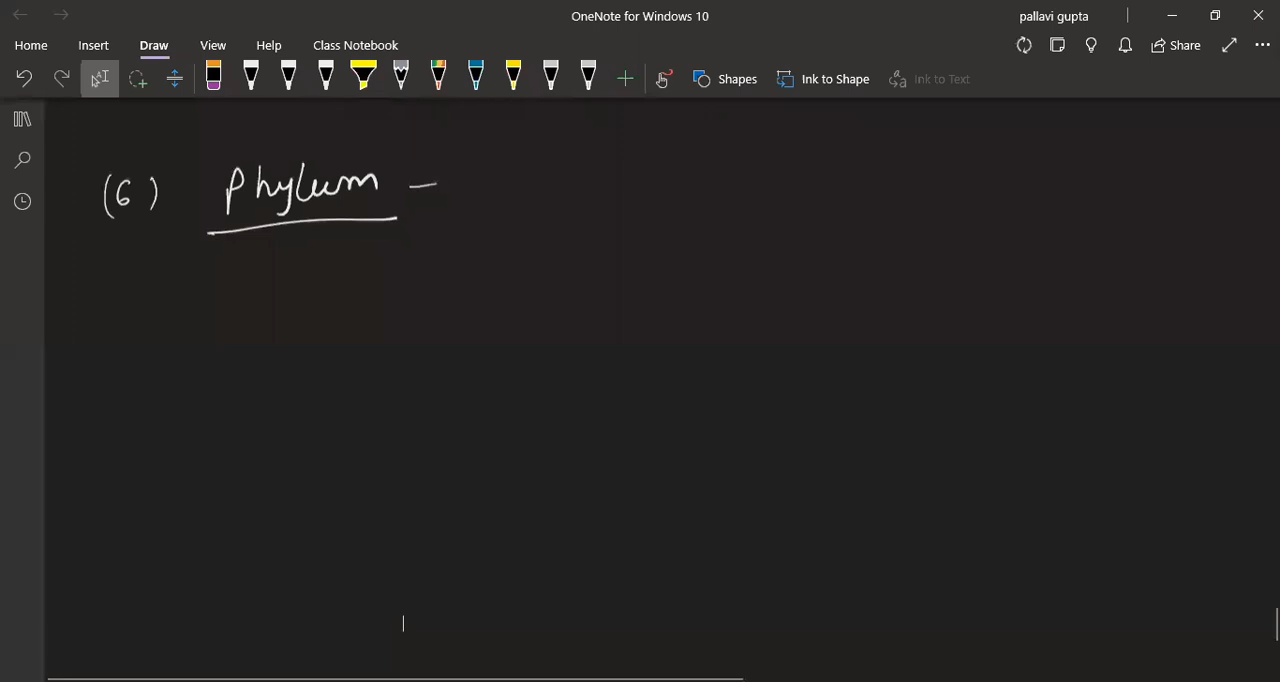 OneNote for Windows 10
pallavi gupta
Home Insert Draw View Help Class Notebook
Share
Shapes Ink to Shape Ink to Text
(6) Phylum —